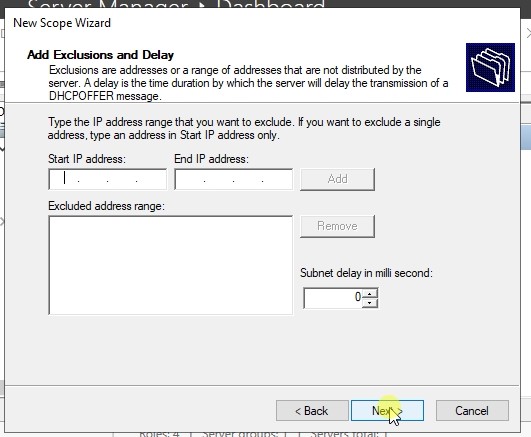 Server Manager ‣ Dashboard
New Scope Wizard
Add Exclusions and Delay
Exclusions are addresses or a range of addresses that are not distributed by the
server. A delay is the time duration by which the server will delay the transmission of a
DHCPOFFER message.
Type the IP address range that you want to exclude. If you want to exclude a single
address, type an address in Start IP address only.
Start IP address: End IP address:
. . . . . . Add
Excluded address range:
Remove
Subnet delay in milli second:
0
< Back Next > Cancel
Roles: 4 | Server groups: 1 | Servers total: 1